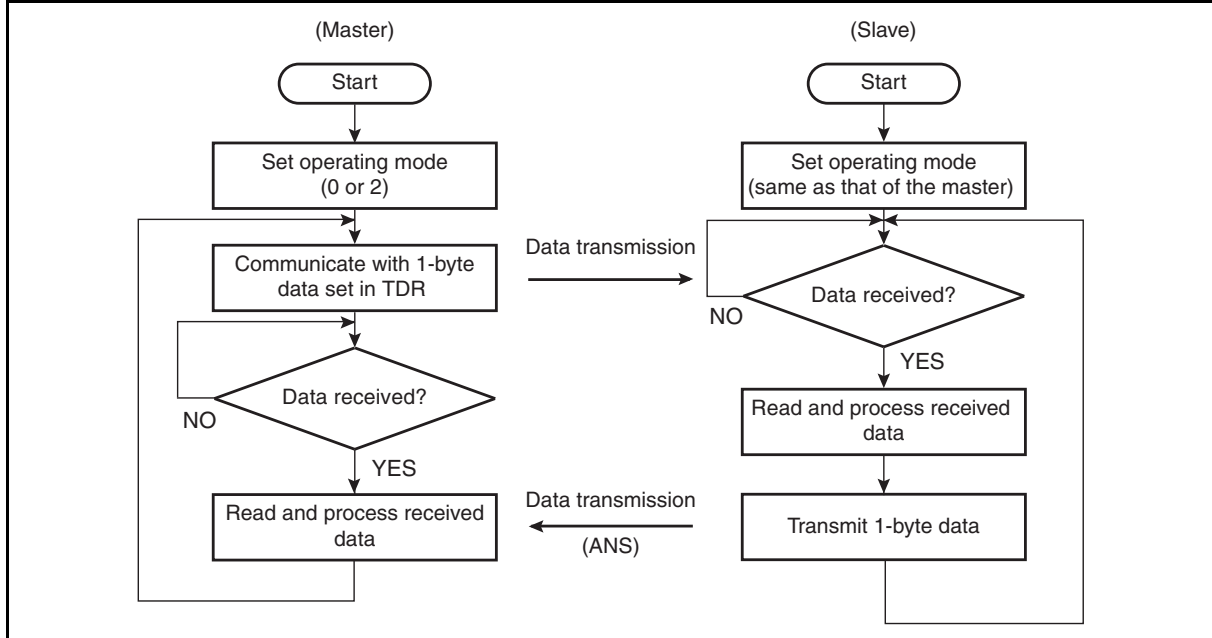 (Master)
Start
Set operating mode
(0 or 2)
Communicate with 1-byte
data set in TDR
Data received?
NO
YES
Read and process received
data
Data transmission
Data transmission
(ANS)
(Slave)
Start
Set operating mode
(same as that of the master)
Data received?
NO
YES
Read and process received
data
Transmit 1-byte data